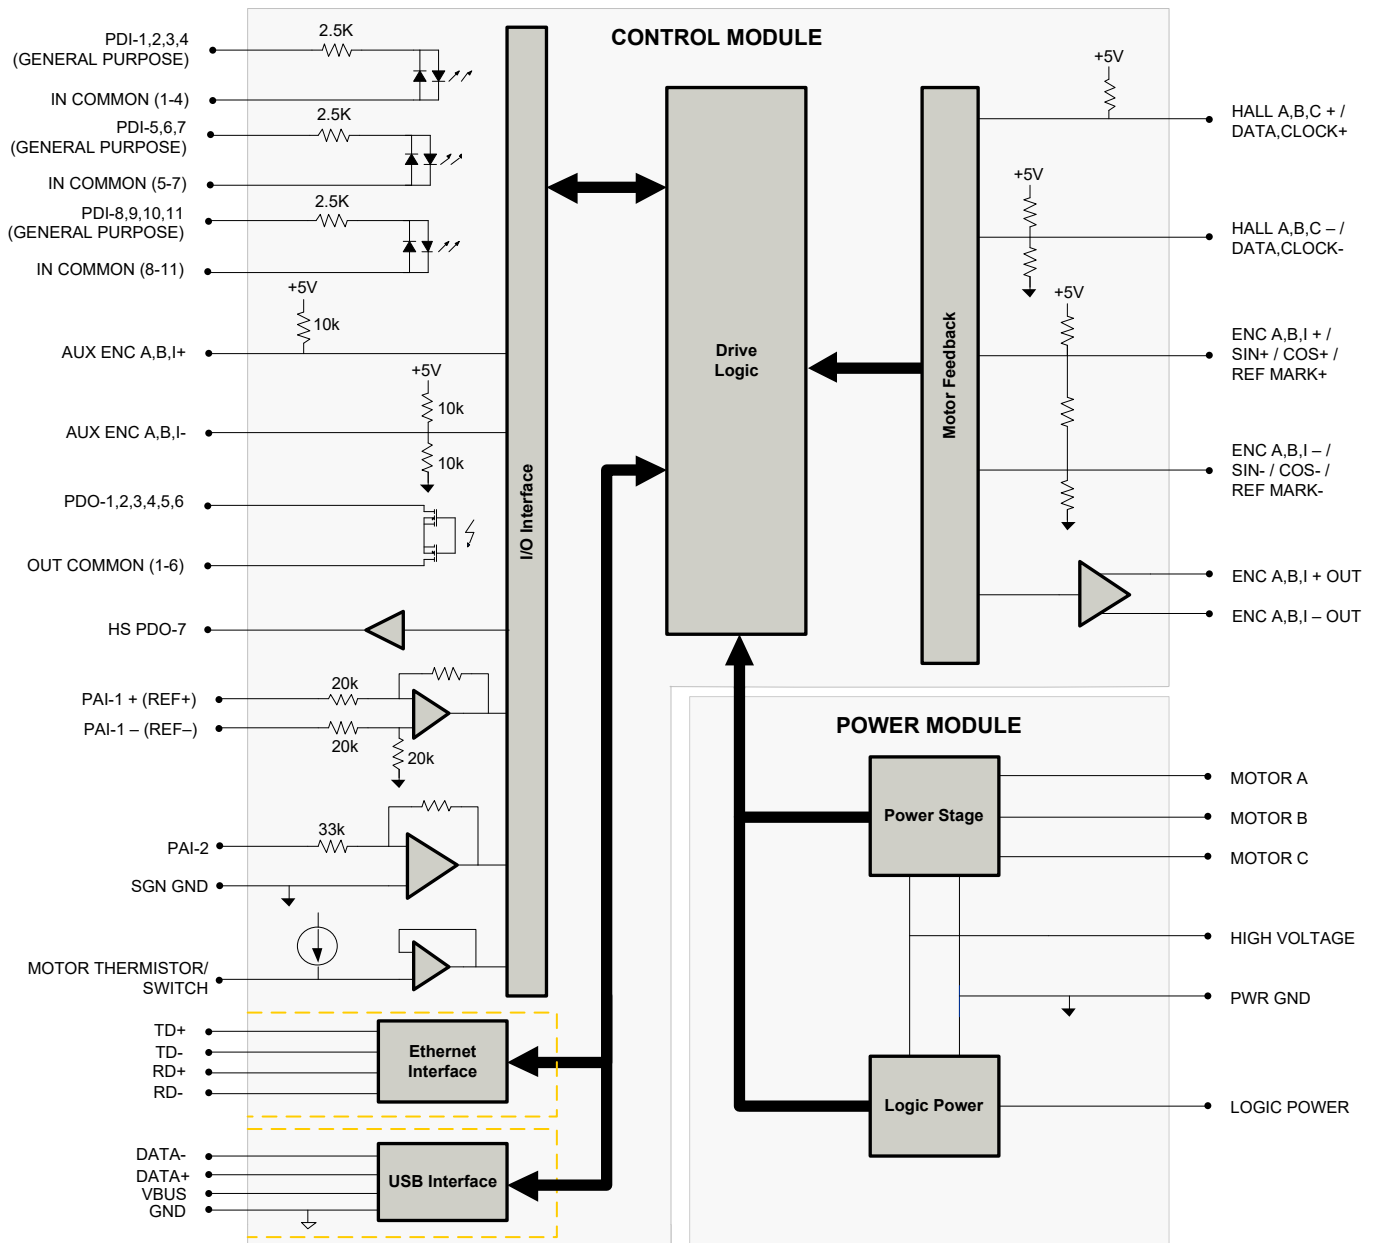 CONTROL MODULE
PDI-1,2,3,4
(GENERAL PURPOSE)
2.5K
IN COMMON (1-4)
PDI-5,6,7
(GENERAL PURPOSE)
2.5K
IN COMMON (5-7)
PDI-8,9,10,11
(GENERAL PURPOSE)
2.5K
IN COMMON (8-11)
+5V
10k
AUX ENC A,B,I+
+5V
10k
AUX ENC A,B,I-
10k
PDO-1,2,3,4,5,6
OUT COMMON (1-6)
HS PDO-7
PAI-1 + (REF+)
20k
PAI-1 – (REF–)
20k
20k
PAI-2
33k
SGN GND
MOTOR THERMISTOR/
SWITCH
I/O Interface
TD+
TD-
RD+
RD-
Ethernet
Interface
DATA-
DATA+
VBUS
GND
USB Interface
Drive
Logic
Motor Feedback
+5V
HALL A,B,C + /
DATA,CLOCK+
+5V
HALL A,B,C – /
DATA,CLOCK-
+5V
ENC A,B,I + /
SIN+ / COS+ /
REF MARK+
ENC A,B,I – /
SIN- / COS- /
REF MARK-
ENC A,B,I + OUT
ENC A,B,I – OUT
POWER MODULE
Power Stage
MOTOR A
MOTOR B
MOTOR C
HIGH VOLTAGE
PWR GND
Logic Power
LOGIC POWER